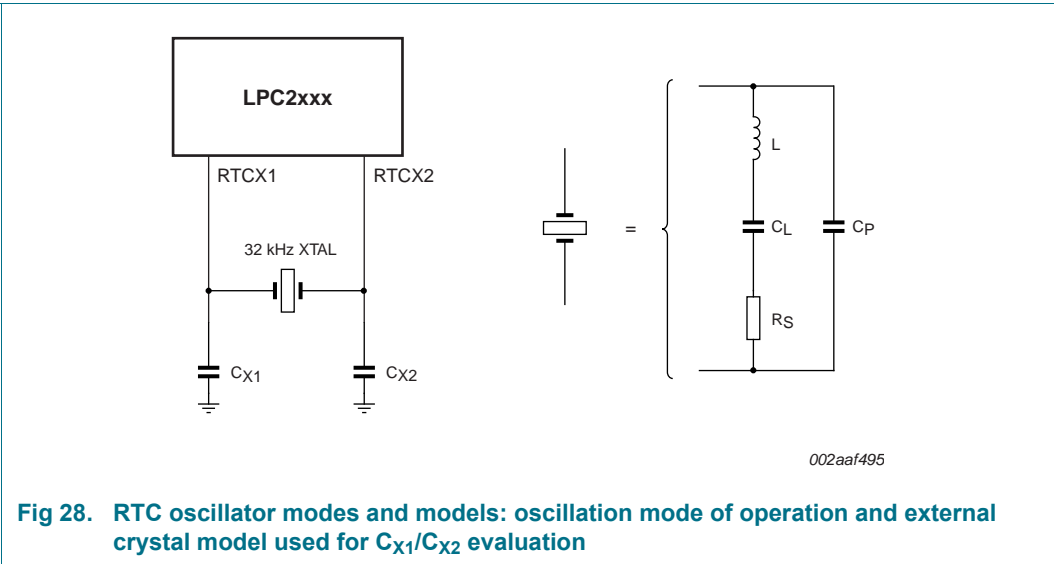 LPC2xxx
RTCX1
RTCX2
32 kHz XTAL
CX1
CX2
=
L
CL
CP
RS
002aaf495
Fig 28. RTC oscillator modes and models: oscillation mode of operation and external
crystal model used for CX1/CX2 evaluation